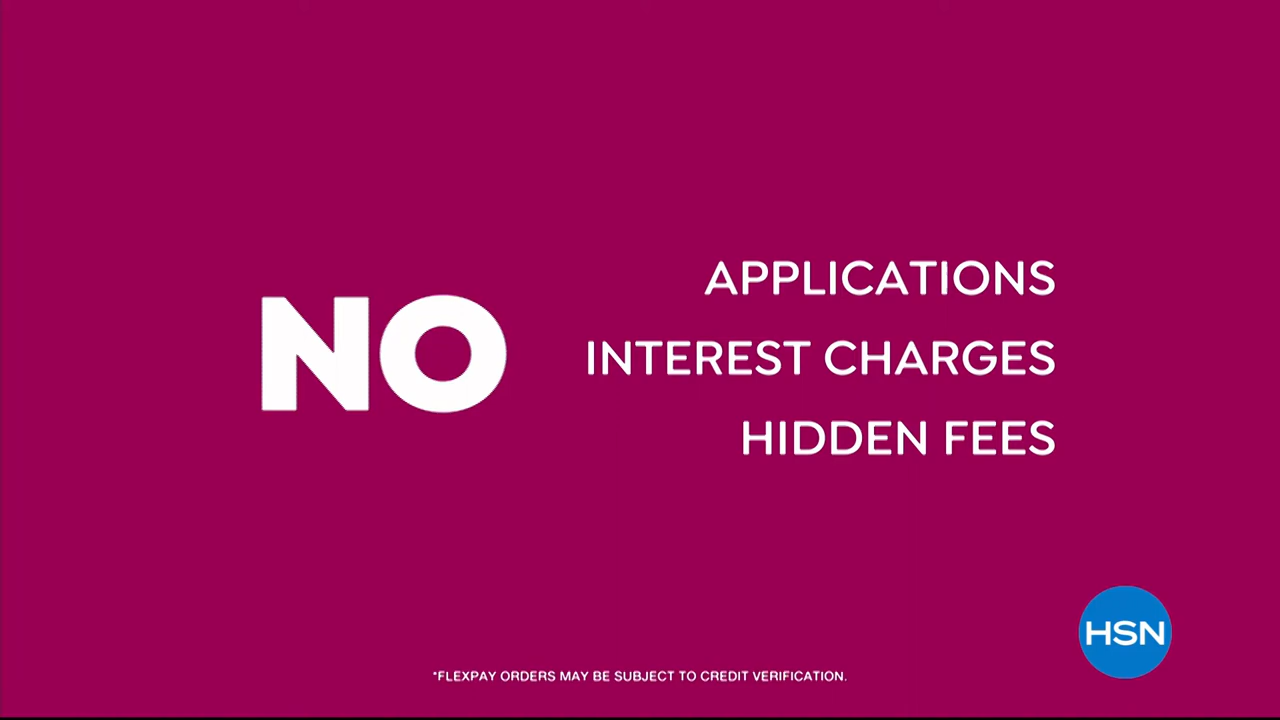 NO
APPLICATIONS
INTEREST CHARGES
HIDDEN FEES
HSN
*FLEXPAY ORDERS MAY BE SUBJECT TO CREDIT VERIFICATION.